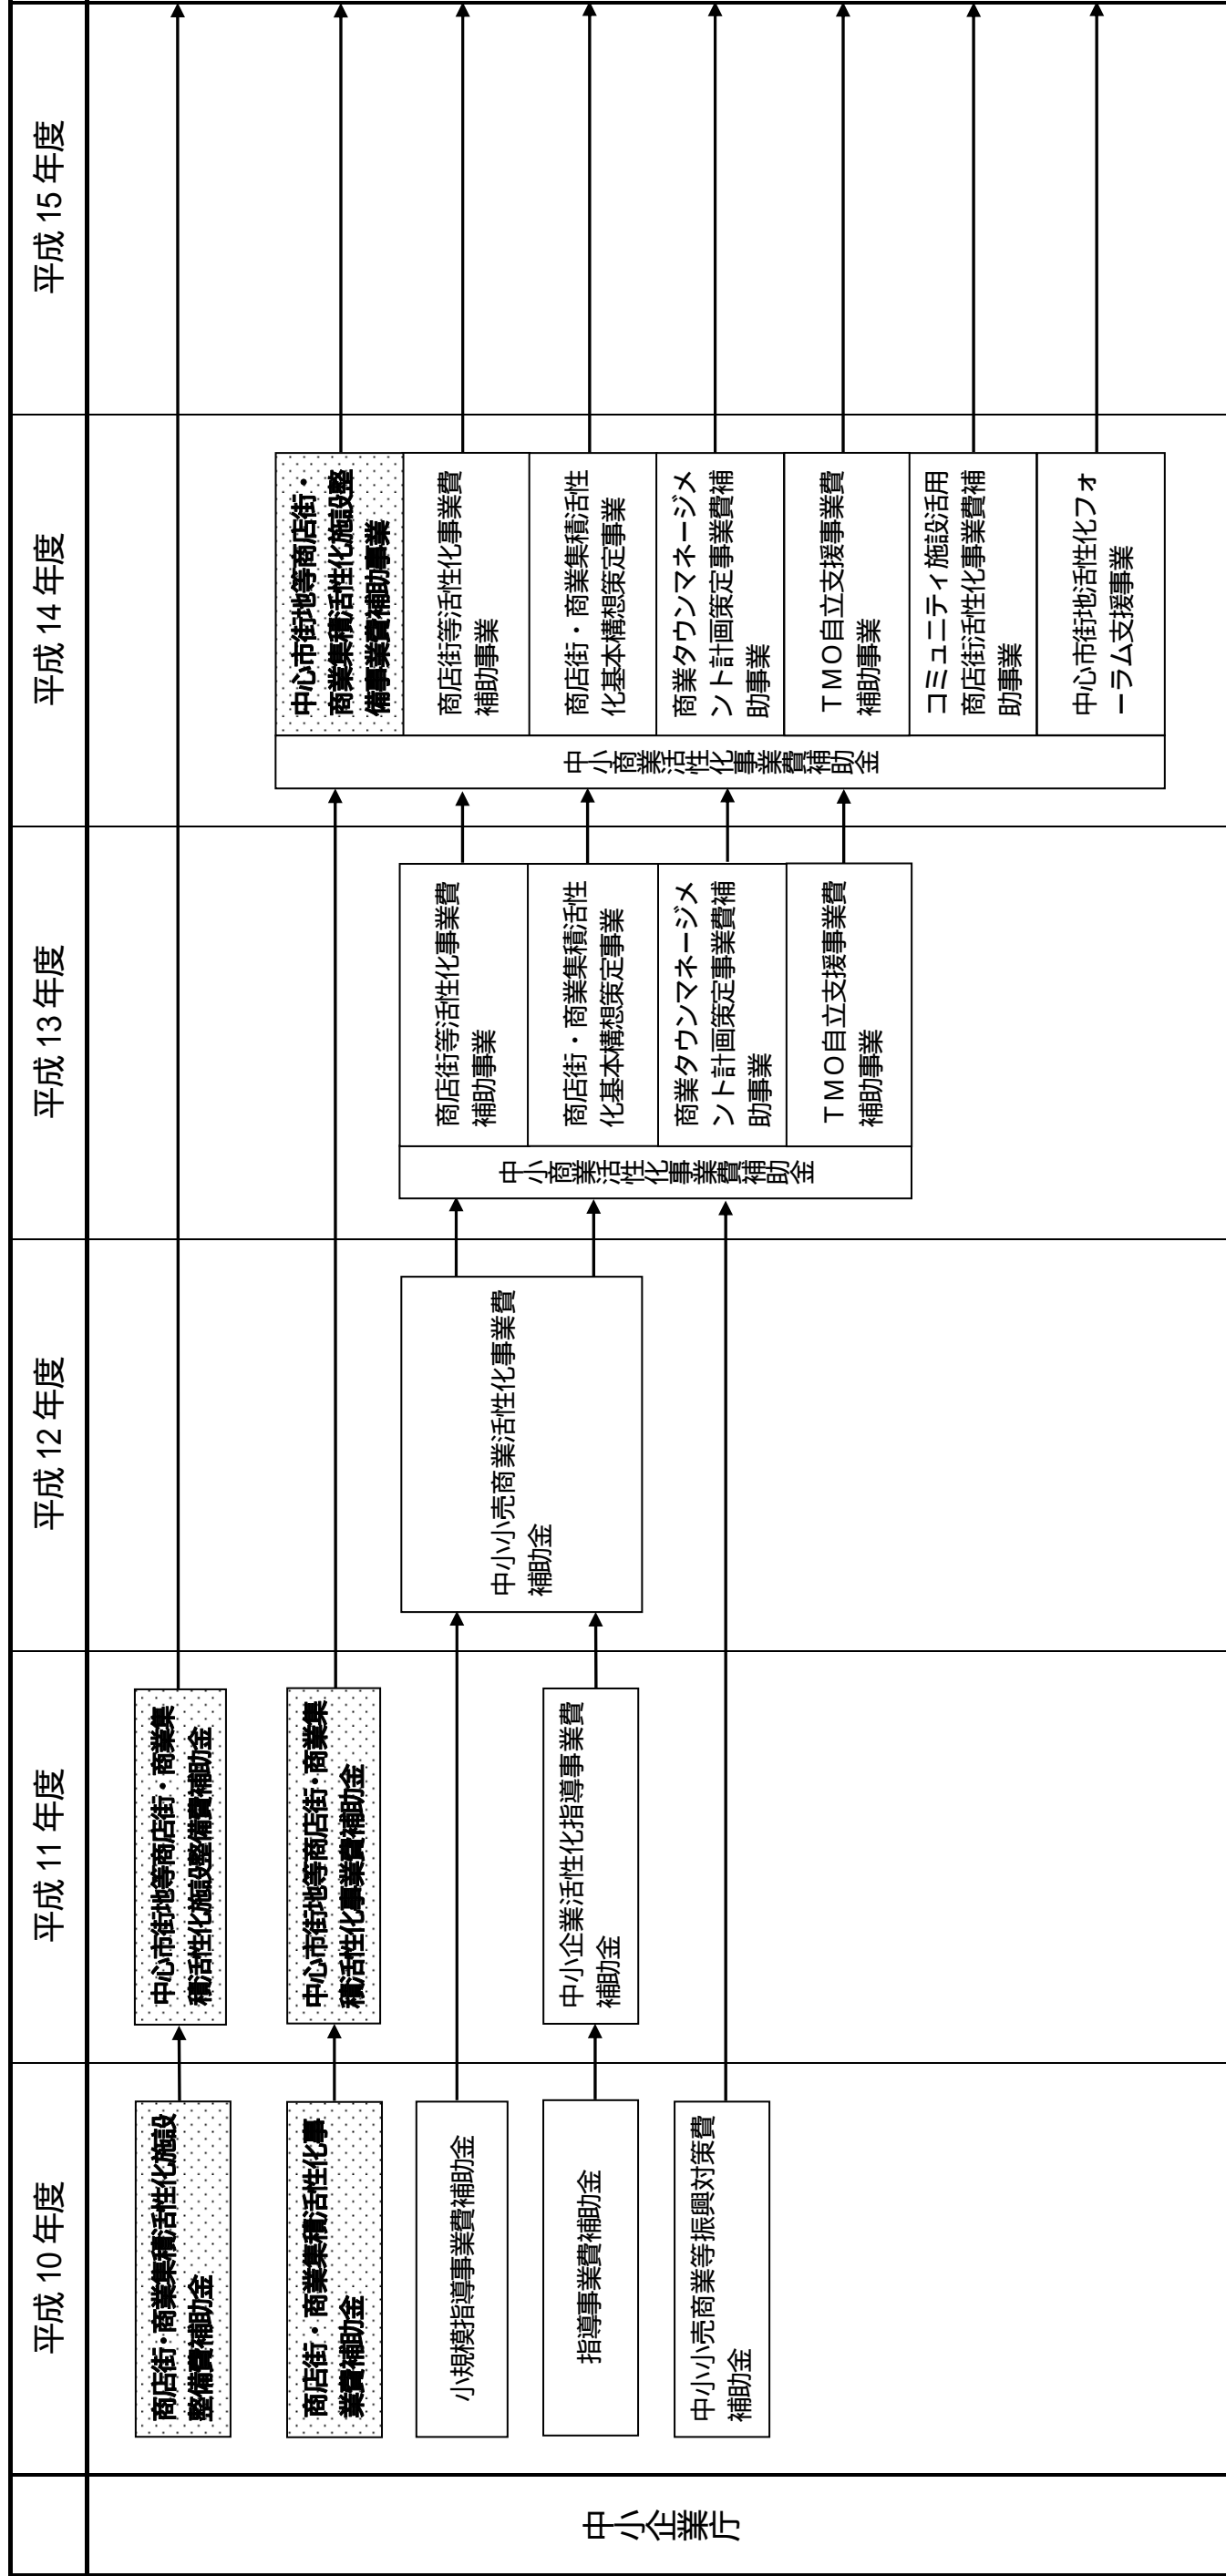 平成 10 年度
平成 11 年度
平成 12 年度
平成 13 年度
平成 14 年度
平成 15 年度
中小企業庁
商店街・商業集積活性化施設
整備費補助金
商店街・商業集積活性化事
業費補助金
小規模指導事業費補助金
指導事業費補助金
中小小売商業等振興対策費
補助金
中心市街地等商店街・商業集
積活性化施設整備費補助金
中心市街地等商店街・商業集
積活性化事業費補助金
中小企業活性化指導事業費
補助金
中小小売商業活性化事業費
補助金
中小商業活性化事業費補助金
商店街等活性化事業費
補助事業
商店街・商業集積活性
化基本構想策定事業
商業タウンマネージメ
ント計画策定事業費補
助事業
TMO自立支援事業費
補助事業
中小商業活性化事業費補助金
中心市街地等商店街・
商業集積活性化施設整
備事業費補助事業
商店街等活性化事業費
補助事業
商店街・商業集積活性
化基本構想策定事業
商業タウンマネージメ
ント計画策定事業費補
助事業
TMO自立支援事業費
補助事業
コミュニティ施設活用
商店街活性化事業費補
助事業
中心市街地活性化フォ
ーラム支援事業